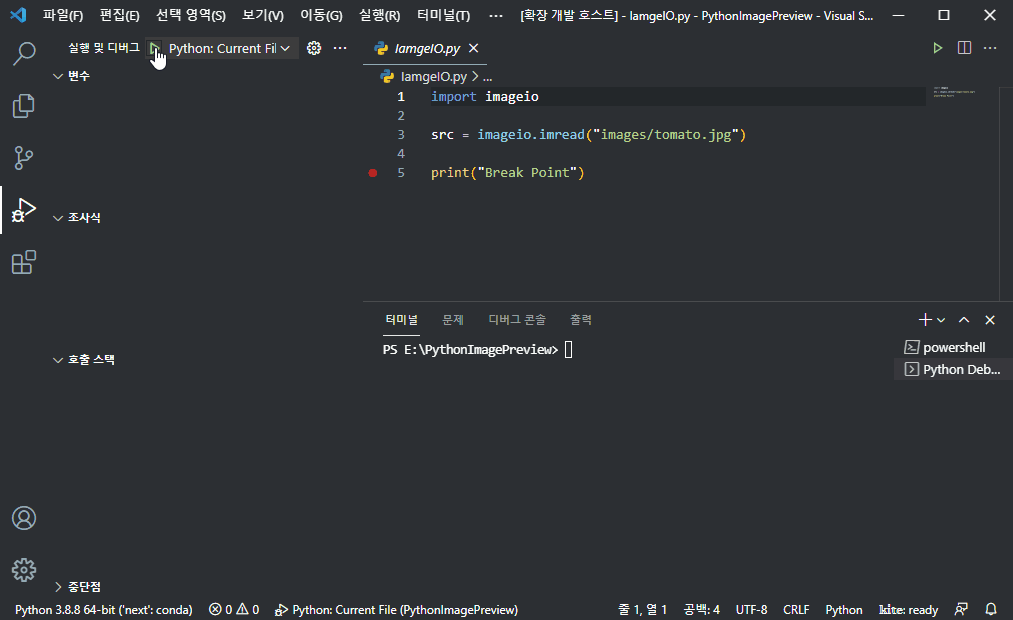 파일(F) 편집(E) 선택 영역(S) 보기(V) 이동(G) 실행(R) 터미널(T) ··· [확장 개발 호스트] - IamgeIO.py - PythonImagePreview - Visual S...
실행 및 디버그 Python: Current Fil
IamgeIO.py
변수
IamgeIO.py > ...
1 import imageio
2
3 src = imageio.imread("images/tomato.jpg")
4
5 print("Break Point")
조사식
호출 스택
중단점
터미널 문제 디버그 콘솔 출력
PS E:\PythonImagePreview>
powershell
Python Deb...
Python 3.8.8 64-bit ('next': conda) 0 0 Python: Current File (PythonImagePreview) 줄 1, 열 1 공백: 4 UTF-8 CRLF Python kite: ready